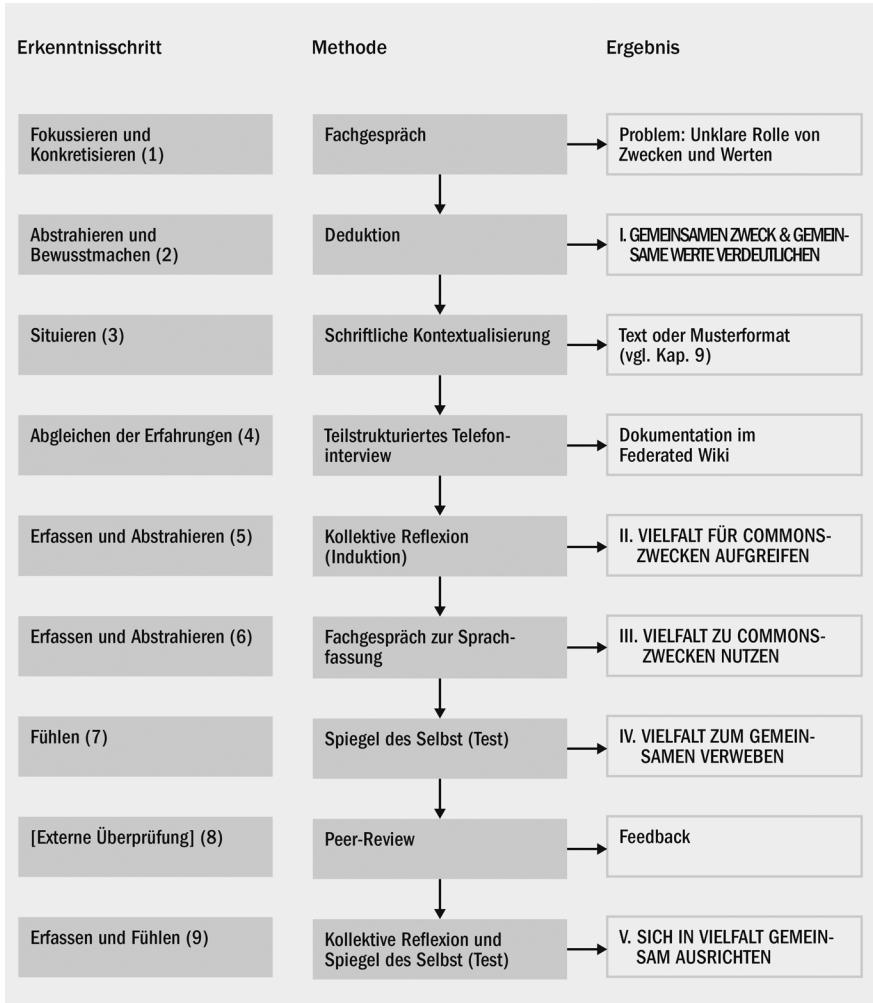 Erkenntnisschritt
Methode
Ergebnis
Fokussieren und
Konkretisieren (1)
Fachgespräch
Problem: Unklare Rolle von
Zwecken und Werten
Abstrahieren und
Bewusstmachen (2)
Deduktion
I. GEMEINSAMEN ZWECK & GEMEIN-
SAME WERTE VERDEUTLICHEN
Situieren (3)
Schriftliche Kontextualisierung
Text oder Musterformat
(vgl. Kap. 9)
Abgleichen der Erfahrungen (4)
Teilstrukturiertes Telefon-
interview
Dokumentation im
Federated Wiki
Erfassen und Abstrahieren (5)
Kollektive Reflexion
(Induktion)
II. VIELFALT FÜR COMMONS-
ZWECKEN AUFGREIFEN
Erfassen und Abstrahieren (6)
Fachgespräch zur Sprach-
fassung
III. VIELFALT ZU COMMONS-
ZWECKEN NUTZEN
Fühlen (7)
Spiegel des Selbst (Test)
IV. VIELFALT ZUM GEMEIN-
SAMEN VERWEBEN
[Externe Überprüfung] (8)
Peer-Review
Feedback
Erfassen und Fühlen (9)
Kollektive Reflexion und
Spiegel des Selbst (Test)
V. SICH IN VIELFALT GEMEIN-
SAM AUSRICHTEN